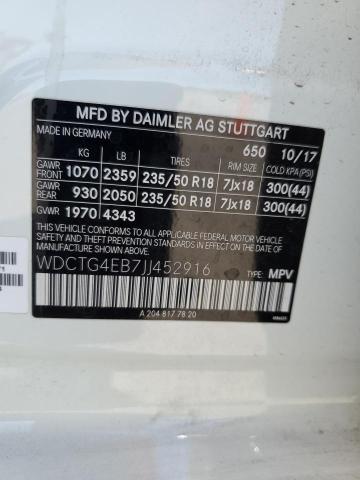 MFD BY DAIMLER AG STUTTGART
MADE IN GERMANY 650 10/17
KG LB TIRES RIM SIZE COLD KPA (PSI)
GAWR FRONT 1070 2359 235/50 R18 7Jx18 300(44)
GAWR REAR 930 2050 235/50 R18 7Jx18 300(44)
GVWR 1970 4343
THIS VEHICLE CONFORMS TO ALL APPLICABLE
FEDERAL MOTOR VEHICLE SAFETY AND
THEFT PREVENTION STANDARDS IN EFFECT ON
THE DATE OF MANUFACTURE SHOWN ABOVE.
WDCTG4EB7JJ452916 TYPE: MPV
A 204 817 78 20